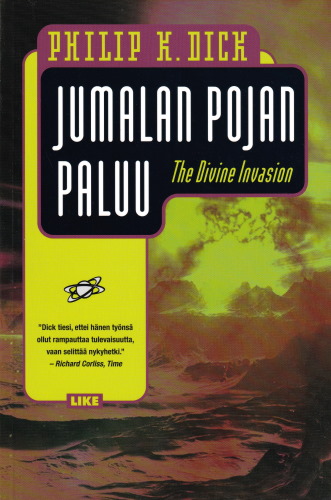 PHILIP K. DICK
JUMALAN POJAN
PALUU
The Divine Invasion
"Dick tiesi, ettei hänen työnsä
ollut rampauttaa tulevaisuutta,
vaan selittää nykyhetki."
– Richard Corliss, Time
LIKE